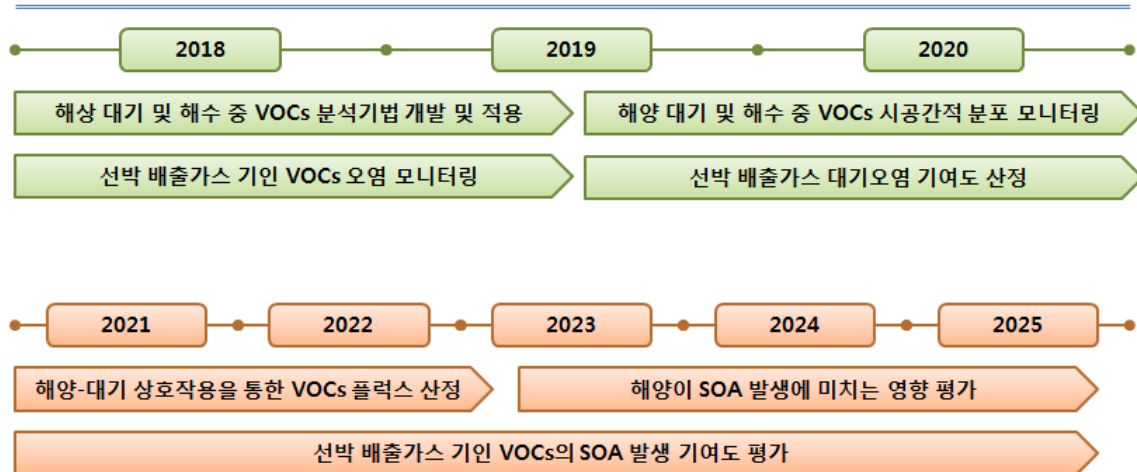 2018 2019 2020
해상 대기 및 해수 중 VOCs 분석기법 개발 및 적용 해양 대기 및 해수 중 VOCs 시공간적 분포 모니터링
선박 배출가스 기인 VOCs 오염 모니터링 선박 배출가스 대기오염 기여도 산정
2021 2022 2023 2024 2025
해양-대기 상호작용을 통한 VOCs 플럭스 산정 해양이 SOA 발생에 미치는 영향 평가
선박 배출가스 기인 VOCs의 SOA 발생 기여도 평가